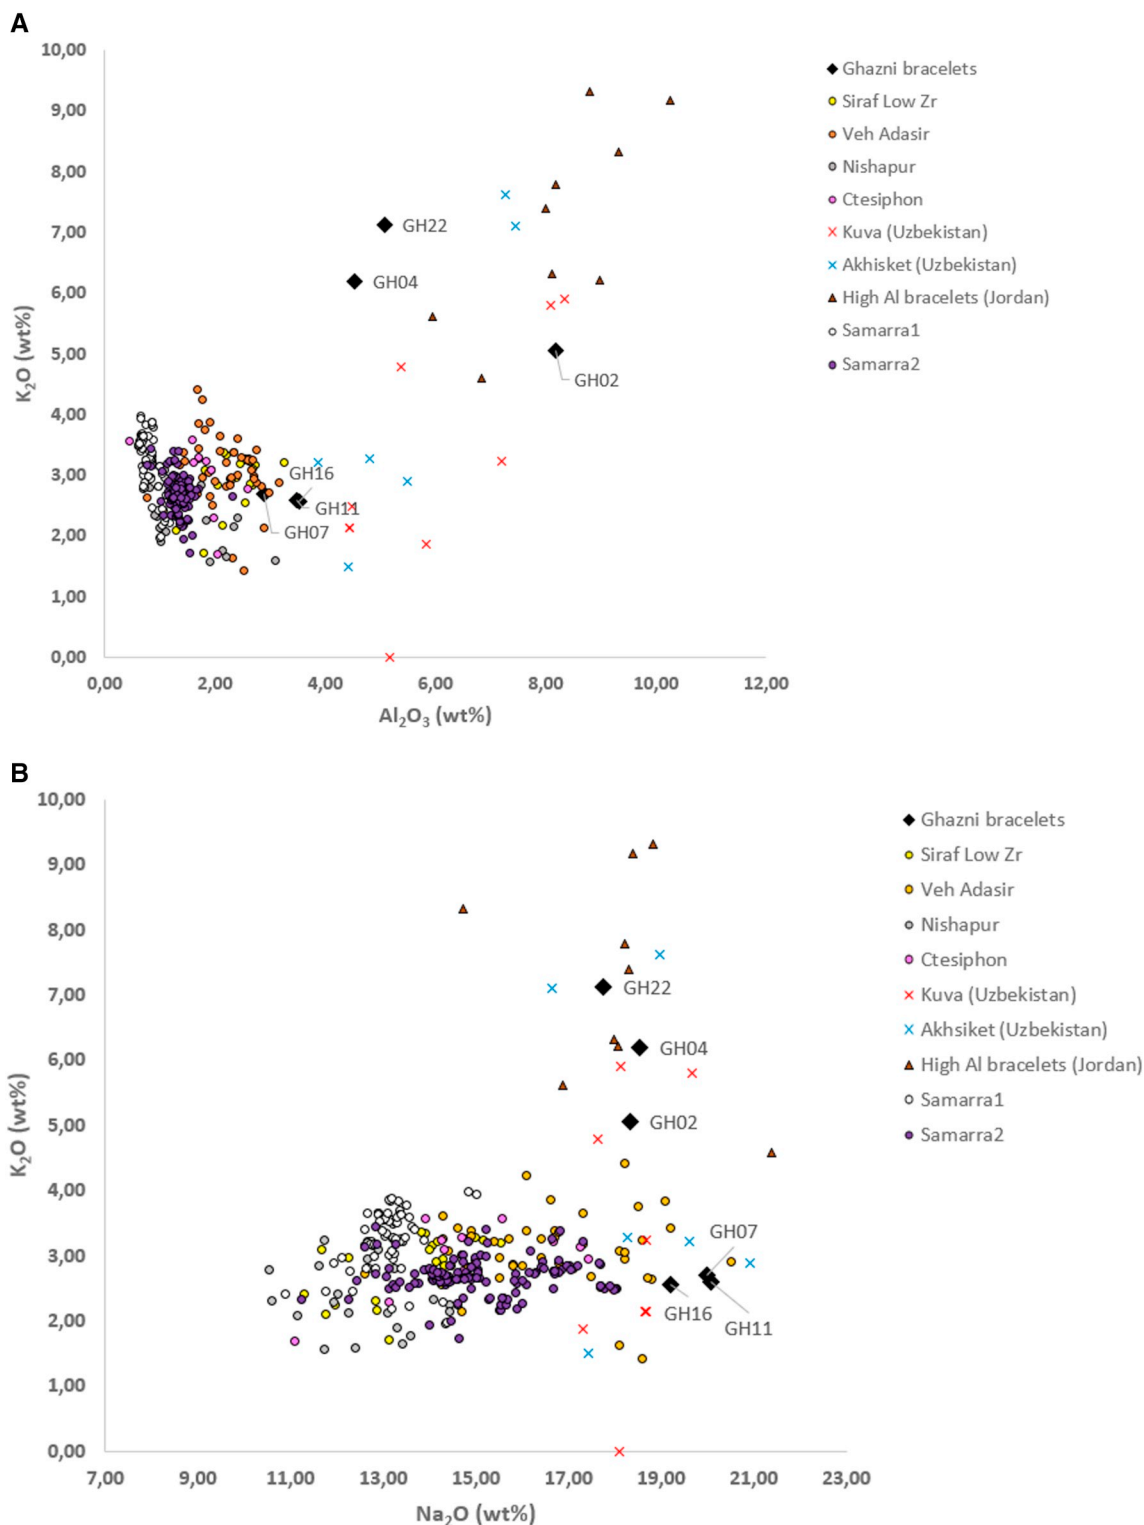 A
10,00
9,00
8,00
7,00
6,00
5,00
4,00
3,00
2,00
1,00
0,00
K₂O (wt%)
0,00 2,00 4,00 6,00 8,00 10,00 12,00
Al₂O₃ (wt%)
GH22
GH04
GH02
GH16
GH11
GH07
Ghazni bracelets
Siraf Low Zr
Veh Adasir
Nishapur
Ctesiphon
Kuva (Uzbekistan)
Akhisket (Uzbekistan)
High Al bracelets (Jordan)
Samarra1
Samarra2
B
10,00
9,00
8,00
7,00
6,00
5,00
4,00
3,00
2,00
1,00
0,00
K₂O (wt%)
7,00 9,00 11,00 13,00 15,00 17,00 19,00 21,00 23,00
Na₂O (wt%)
GH22
GH04
GH02
GH07
GH16
GH11
Ghazni bracelets
Siraf Low Zr
Veh Adasir
Nishapur
Ctesiphon
Kuva (Uzbekistan)
Akhsiket (Uzbekistan)
High Al bracelets (Jordan)
Samarra1
Samarra2